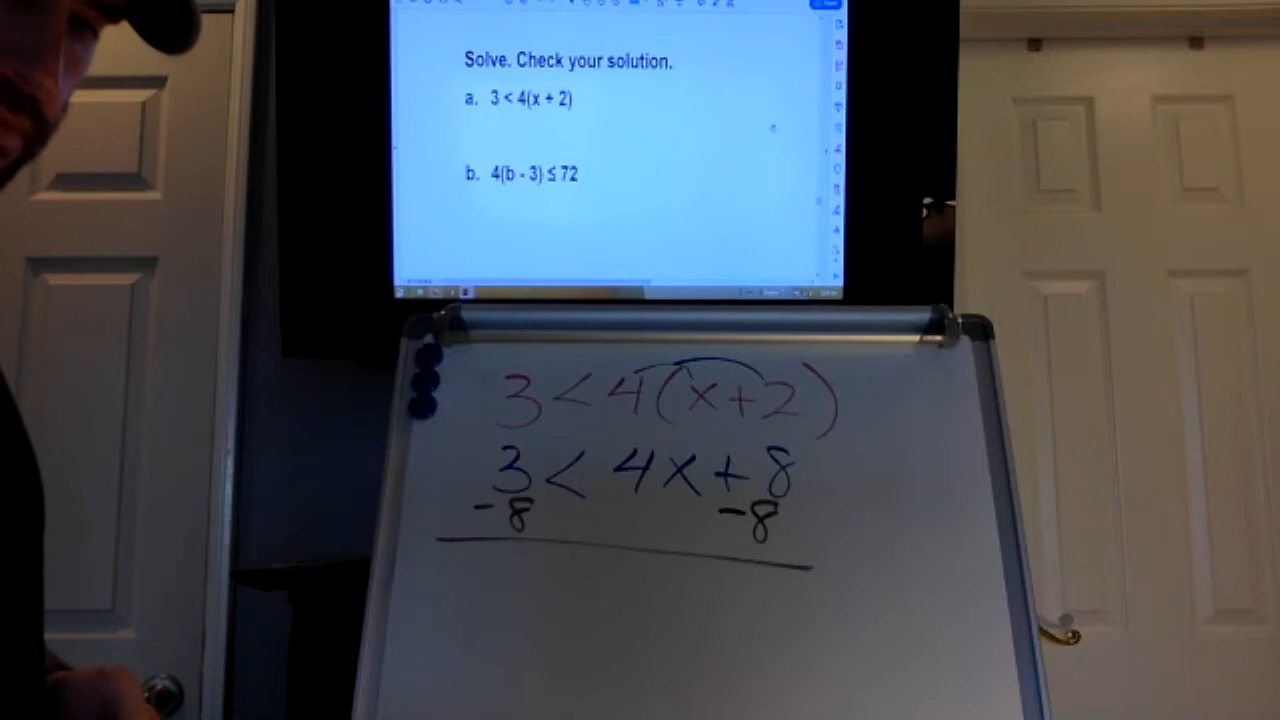 Solve. Check your solution.
a. 3 < 4(x + 2)
b. 4(b - 3) ≤ 72
3 < 4(x+2)
3 < 4x + 8
-8 -8